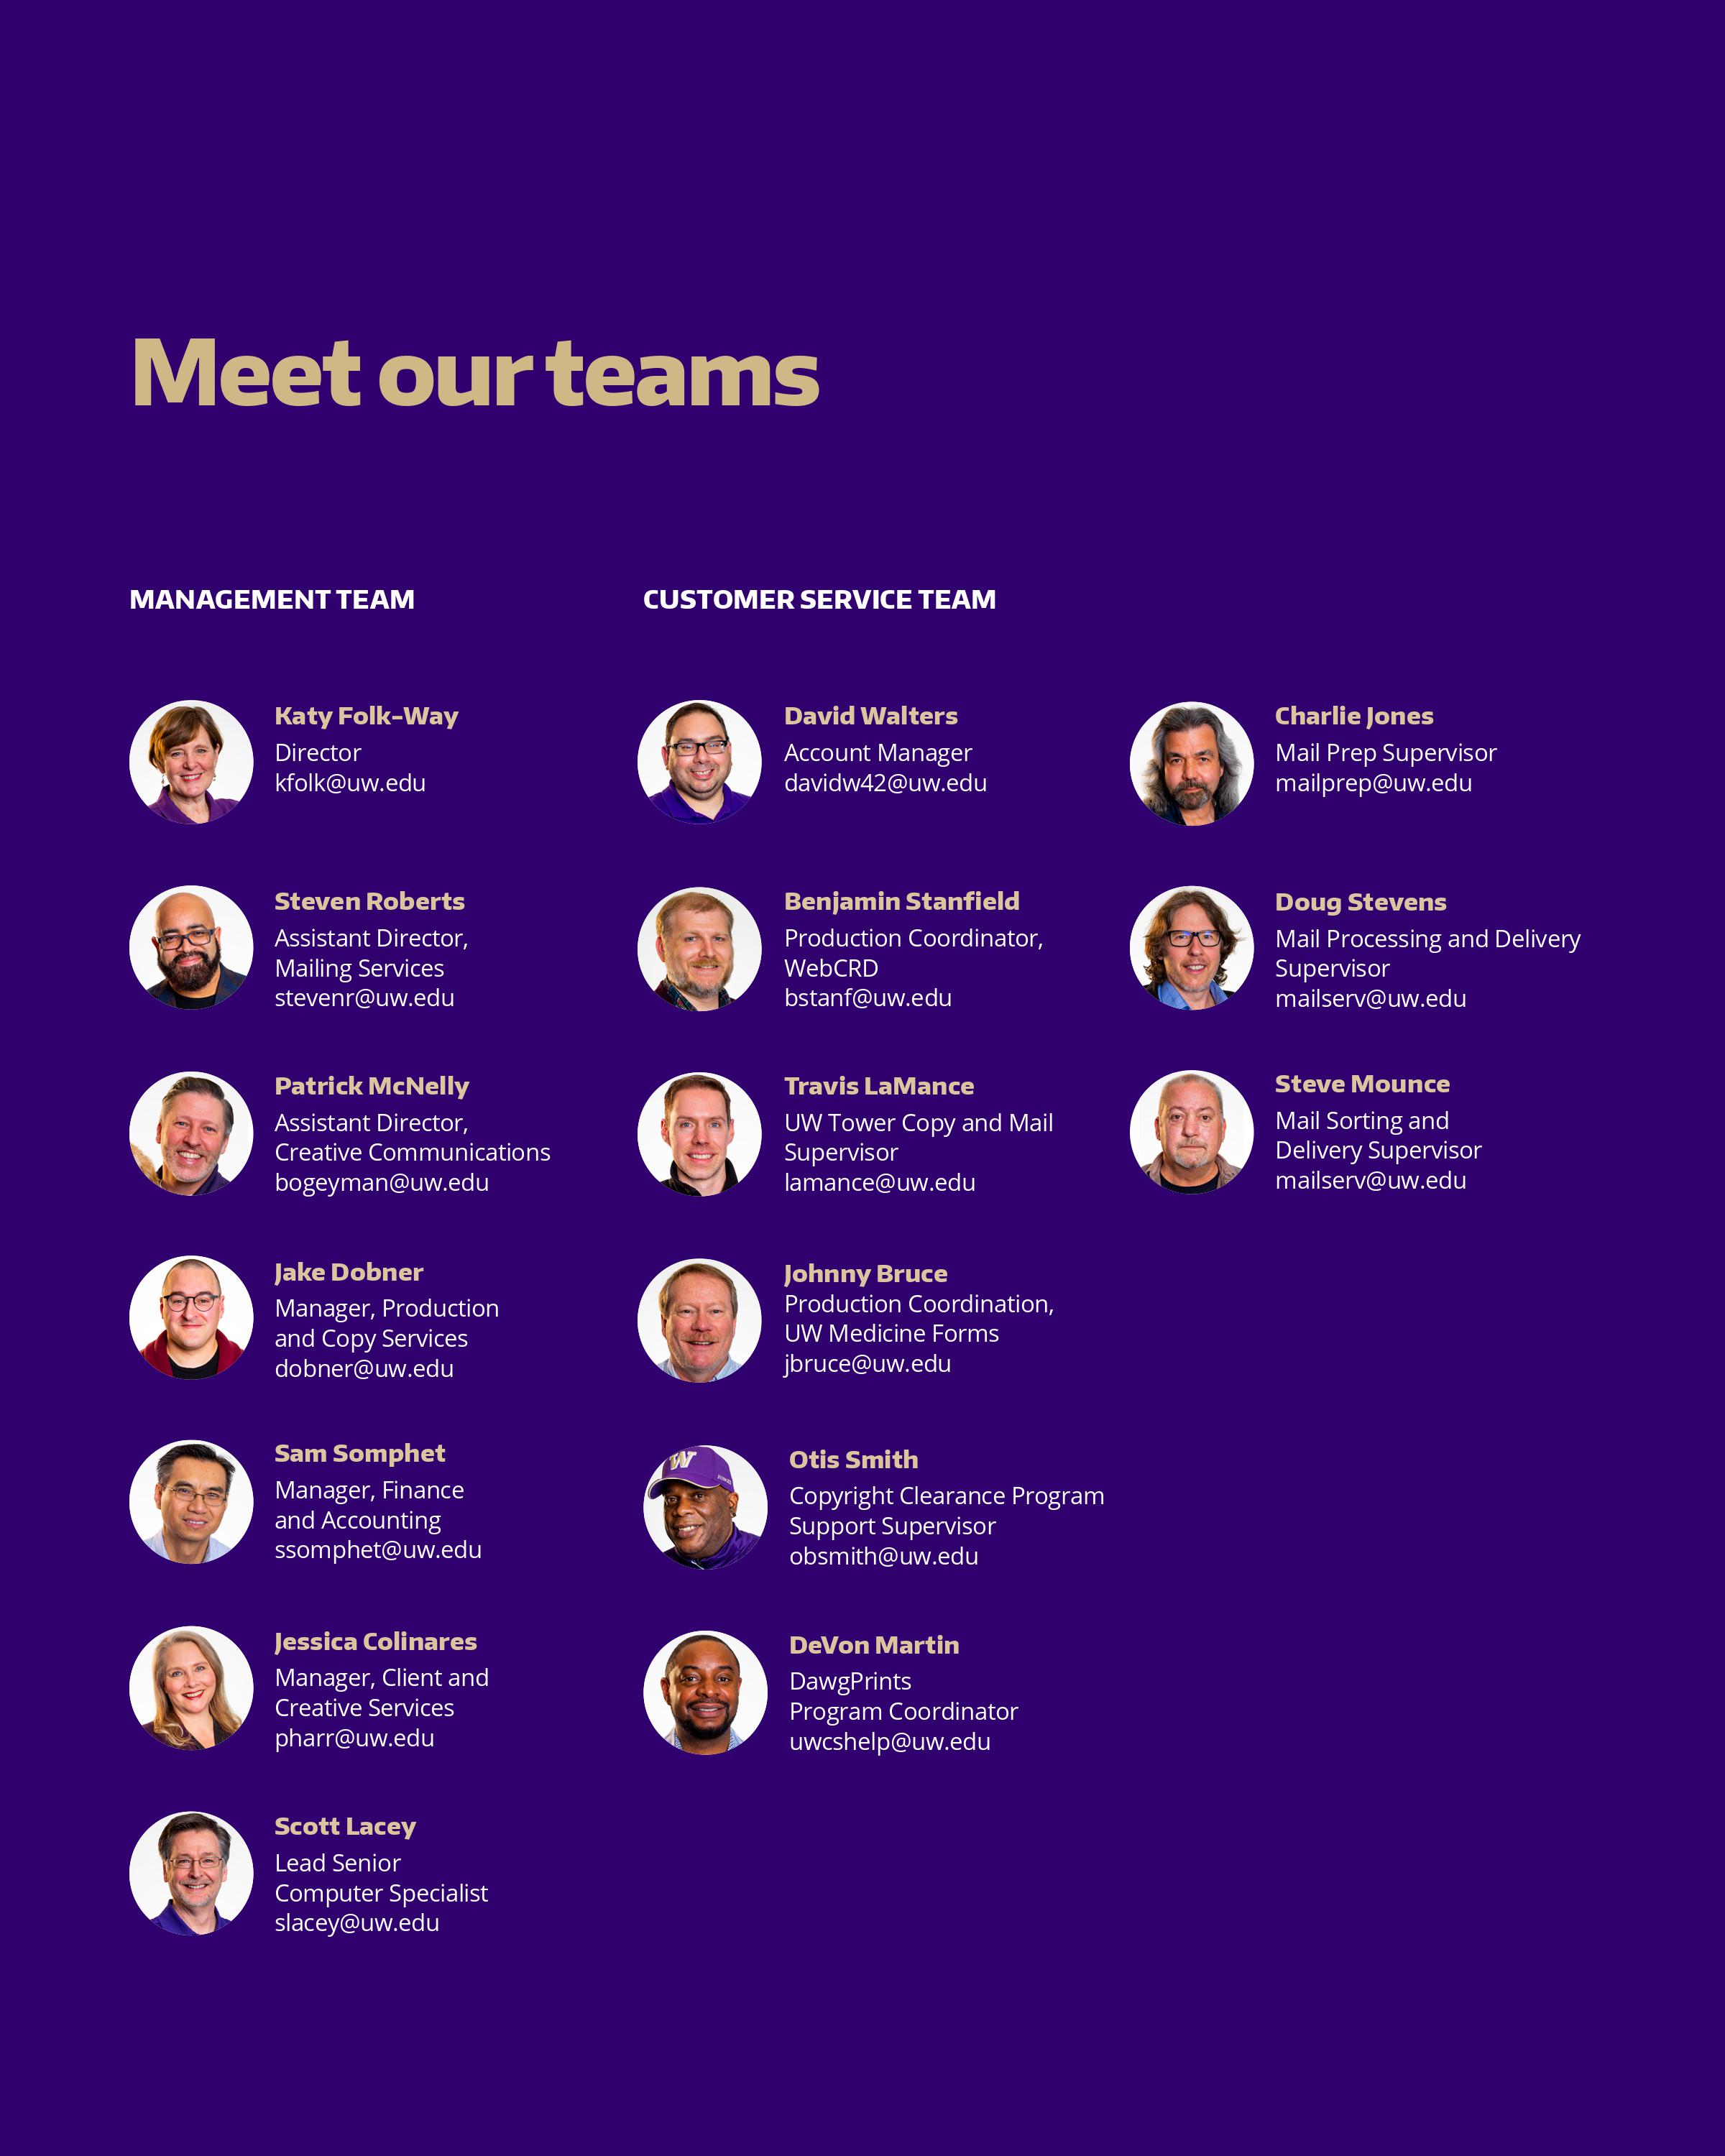 Meet our teams
MANAGEMENT TEAM
Katy Folk-Way
Director
kfolk@uw.edu
Steven Roberts
Assistant Director,
Mailing Services
stevenr@uw.edu
Patrick McNelly
Assistant Director,
Creative Communications
bogeyman@uw.edu
Jake Dobner
Manager, Production
and Copy Services
dobner@uw.edu
Sam Somphet
Manager, Finance
and Accounting
ssomphet@uw.edu
Jessica Colinares
Manager, Client and
Creative Services
pharr@uw.edu
Scott Lacey
Lead Senior
Computer Specialist
slacey@uw.edu
CUSTOMER SERVICE TEAM
David Walters
Account Manager
davidw42@uw.edu
Benjamin Stanfield
Production Coordinator,
WebCRD
bstanf@uw.edu
Travis LaMance
UW Tower Copy and Mail
Supervisor
lamance@uw.edu
Johnny Bruce
Production Coordination,
UW Medicine Forms
jbruce@uw.edu
W
Otis Smith
Copyright Clearance Program
Support Supervisor
obsmith@uw.edu
DeVon Martin
DawgPrints
Program Coordinator
uwcshelp@uw.edu
Charlie Jones
Mail Prep Supervisor
mailprep@uw.edu
Doug Stevens
Mail Processing and Delivery
Supervisor
mailserv@uw.edu
Steve Mounce
Mail Sorting and
Delivery Supervisor
mailserv@uw.edu